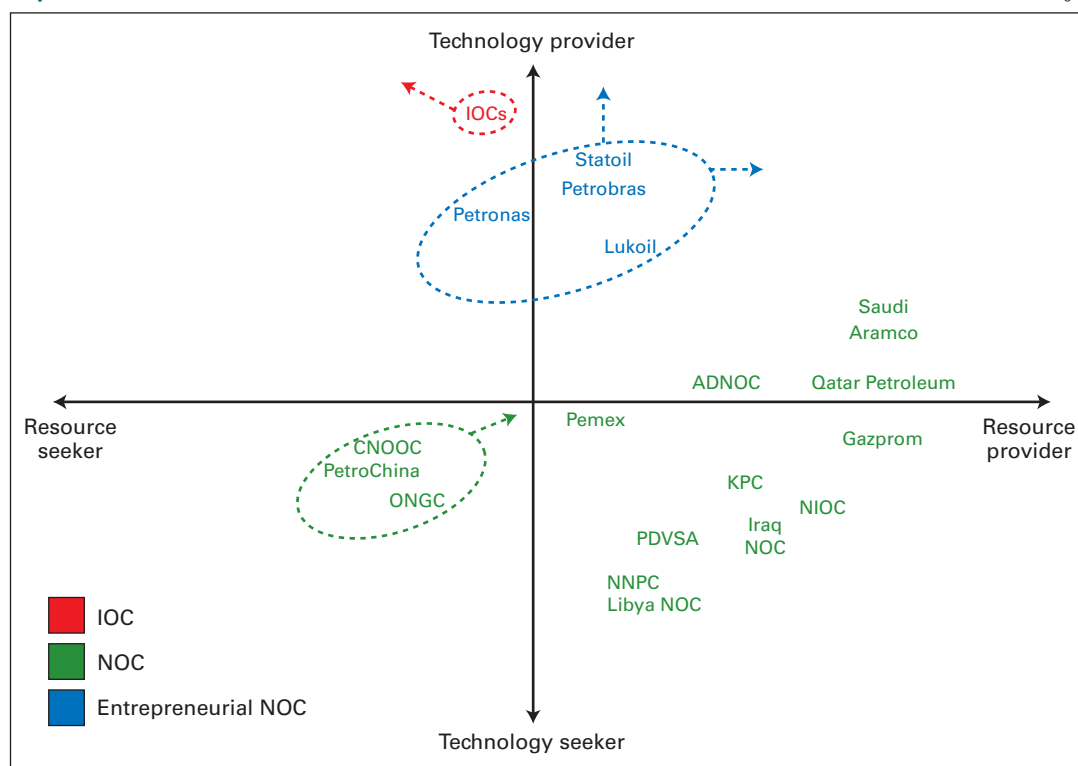 Technology provider
IOCs
Statoil
Petrobras
Petronas
Lukoil
Saudi
Aramco
ADNOC
Qatar Petroleum
Resource
seeker
Pemex
Resource
provider
Gazprom
CNOOC
PetroChina
ONGC
KPC
NIOC
Iraq
NOC
PDVSA
NNPC
Libya NOC
IOC
NOC
Entrepreneurial NOC
Technology seeker